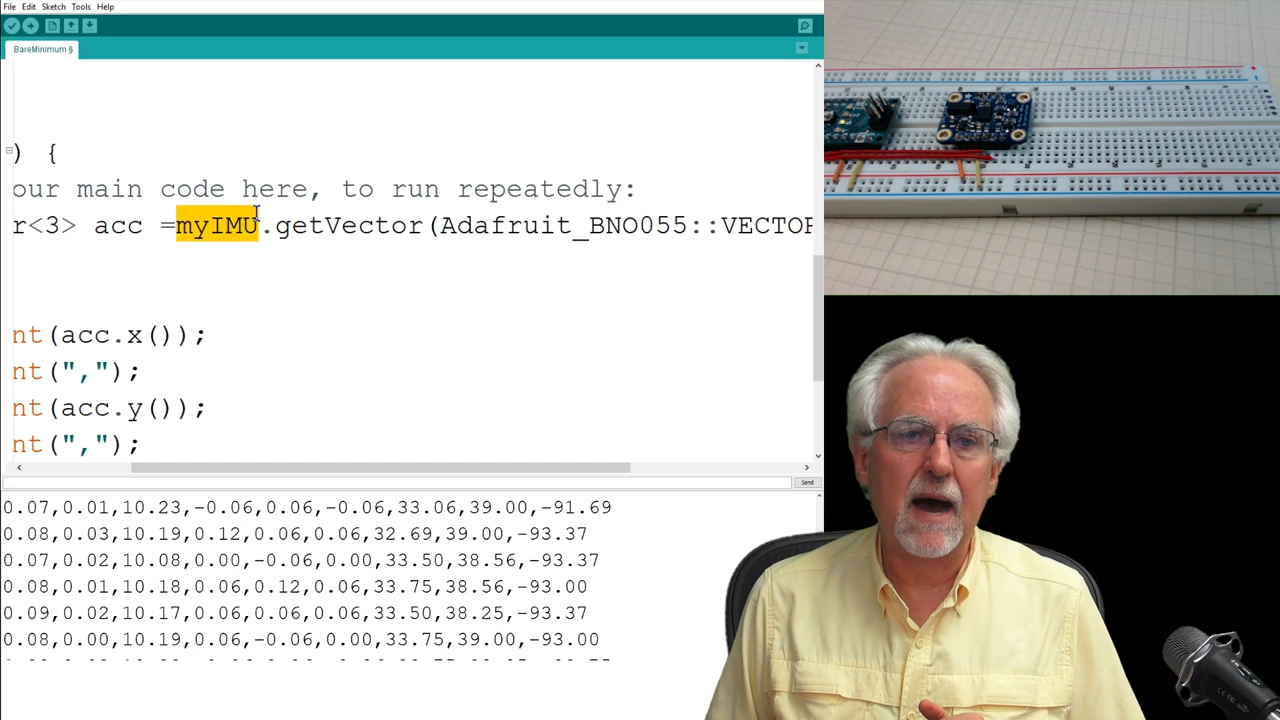 File Edit Sketch Tools Help
BareMinimum §
) {
our main code here, to run repeatedly:
r<3> acc =myIMU.getVector(Adafruit_BNO055::VECTOR
nt(acc.x());
nt(",");
nt(acc.y());
nt(",");
Send
0.07,0.01,10.23,-0.06,0.06,-0.06,33.06,39.00,-91.69
0.08,0.03,10.19,0.12,0.06,0.06,32.69,39.00,-93.37
0.07,0.02,10.08,0.00,-0.06,0.00,33.50,38.56,-93.37
0.08,0.01,10.18,0.06,0.12,0.06,33.75,38.56,-93.00
0.09,0.02,10.17,0.06,0.06,0.06,33.50,38.25,-93.37
0.08,0.00,10.19,0.06,-0.06,0.00,33.75,39.00,-93.00